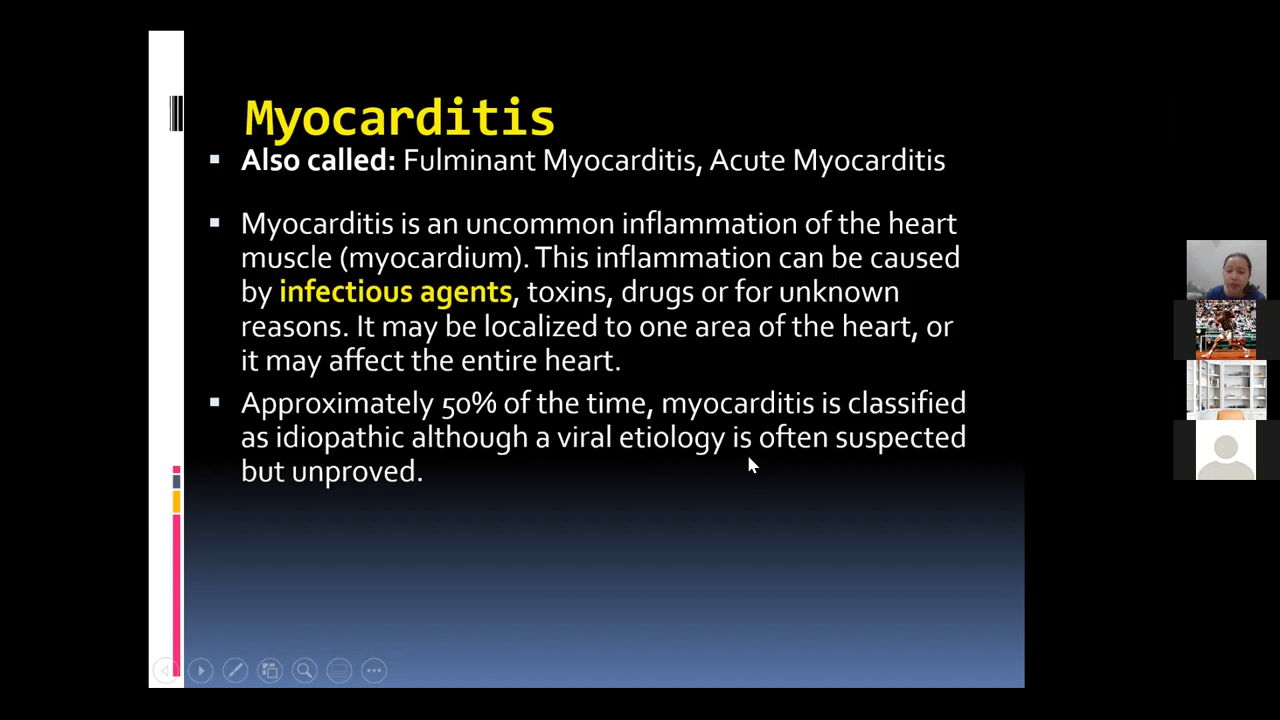 Myocarditis
Also called: Fulminant Myocarditis, Acute Myocarditis
Myocarditis is an uncommon inflammation of the heart
muscle (myocardium). This inflammation can be caused
by infectious agents, toxins, drugs or for unknown
reasons. It may be localized to one area of the heart, or
it may affect the entire heart.
Approximately 50% of the time, myocarditis is classified
as idiopathic although a viral etiology is often suspected
but unproved.